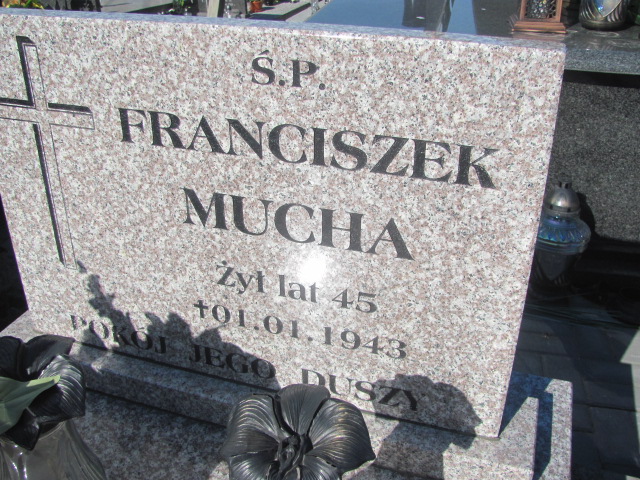 Ś.P.
FRANCISZEK
MUCHA
Żył lat 45
✝01.01.1943
POKÓJ JEGO DUSZY